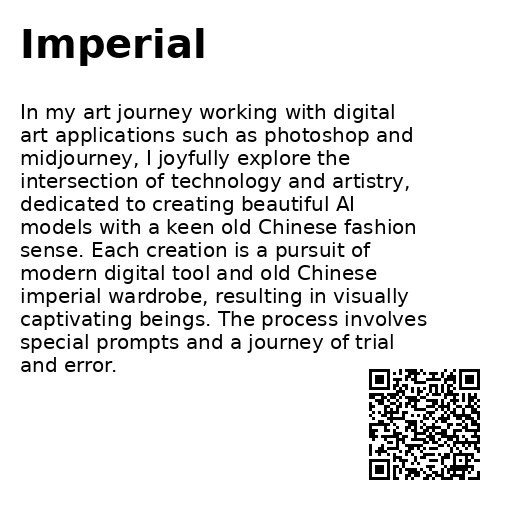 Imperial
In my art journey working with digital
art applications such as photoshop and
midjourney, I joyfully explore the
intersection of technology and artistry,
dedicated to creating beautiful AI
models with a keen old Chinese fashion
sense. Each creation is a pursuit of
modern digital tool and old Chinese
imperial wardrobe, resulting in visually
captivating beings. The process involves
special prompts and a journey of trial
and error.